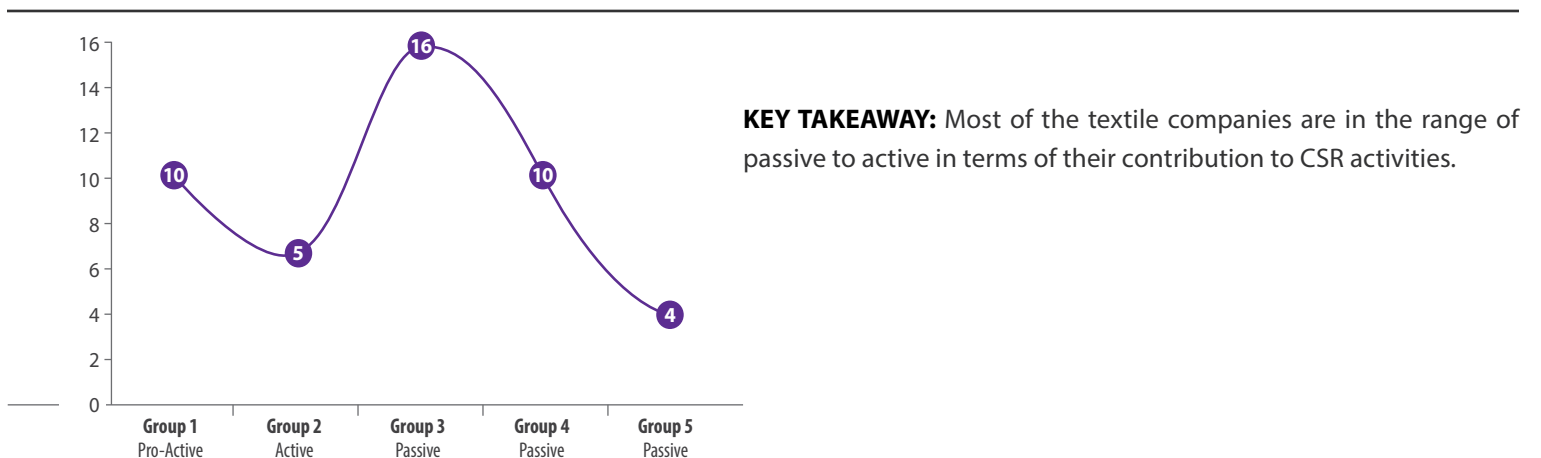 16
14
12
10
8
6
4
2
0
10
5
16
10
4
Group 1
Pro-Active
Group 2
Active
Group 3
Passive
Group 4
Passive
Group 5
Passive
KEY TAKEAWAY: Most of the textile companies are in the range of
passive to active in terms of their contribution to CSR activities.